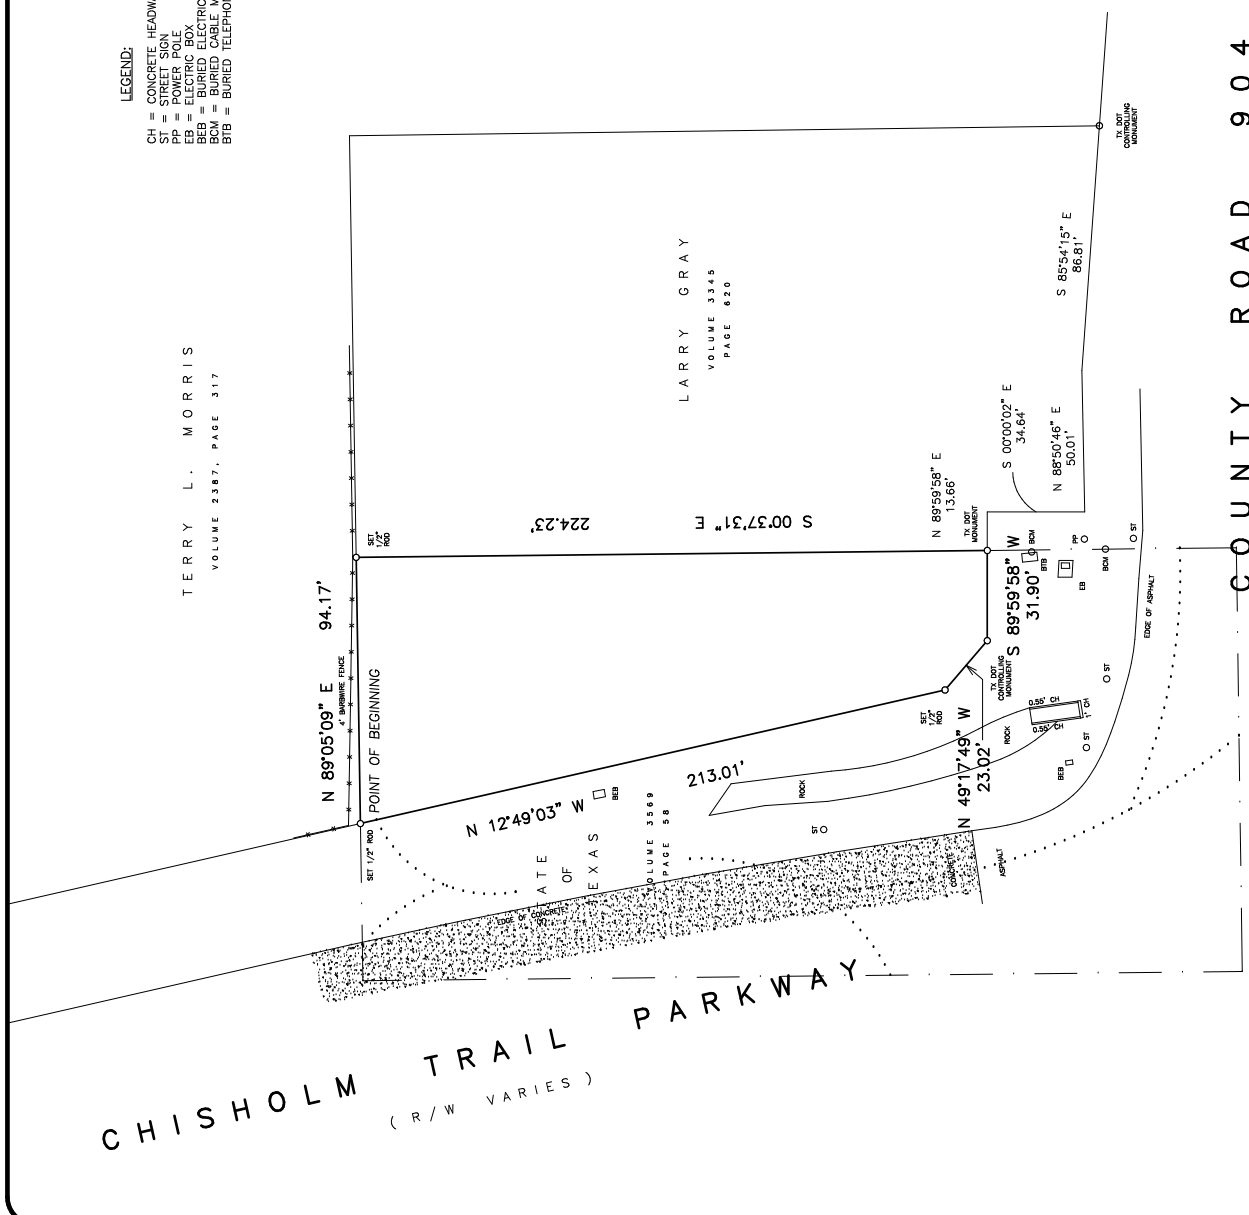 LEGEND:
CH = CONCRETE
ST = STREET SIGN
PP = POWER POLE
EB = ELECTRIC BOX
BEB = BURIED ELECTRIC
BCM = BURIED CABLE
BTB = BURIED
TERRY L. MORRIS
VOLUME 2387, PAGE 317
LARRY GRAY
VOLUME 3345
PAGE 620
TX DOT
CONTROLLING
MONUMENT
S 85°54'15" E
86.81'
S 00°00'02" E
34.64'
N 88°50'46" E
50.01'
N 89°59'58" E
13.66'
TX DOT
MONUMENT
S 00°37'31" E 224.23'
SET
1/2"
ROD
N 89°05'09" E 94.17'
4' BARBWIRE FENCE
POINT OF BEGINNING
SET 1/2" ROD
N 12°49'03" W 213.01'
BEB
SET
1/2"
ROD
TX DOT
CONTROLLING
MONUMENT
S 89°59'58" W
31.90'
N 49°17'49" W
23.02'
BCM
BTB
PP
EB
BCM
ST
EDGE OF ASPHALT
ST
0.55' CH
1' CH
0.55' CH
ST
BEB
ROCK
ROCK
ST
OF
PAGE 58
EDGE OF CONCRETE
CONCRETE
ASPHALT
CHISHOLM TRAIL PARKWAY
( R/W VARIES )
COUNTY ROAD 904